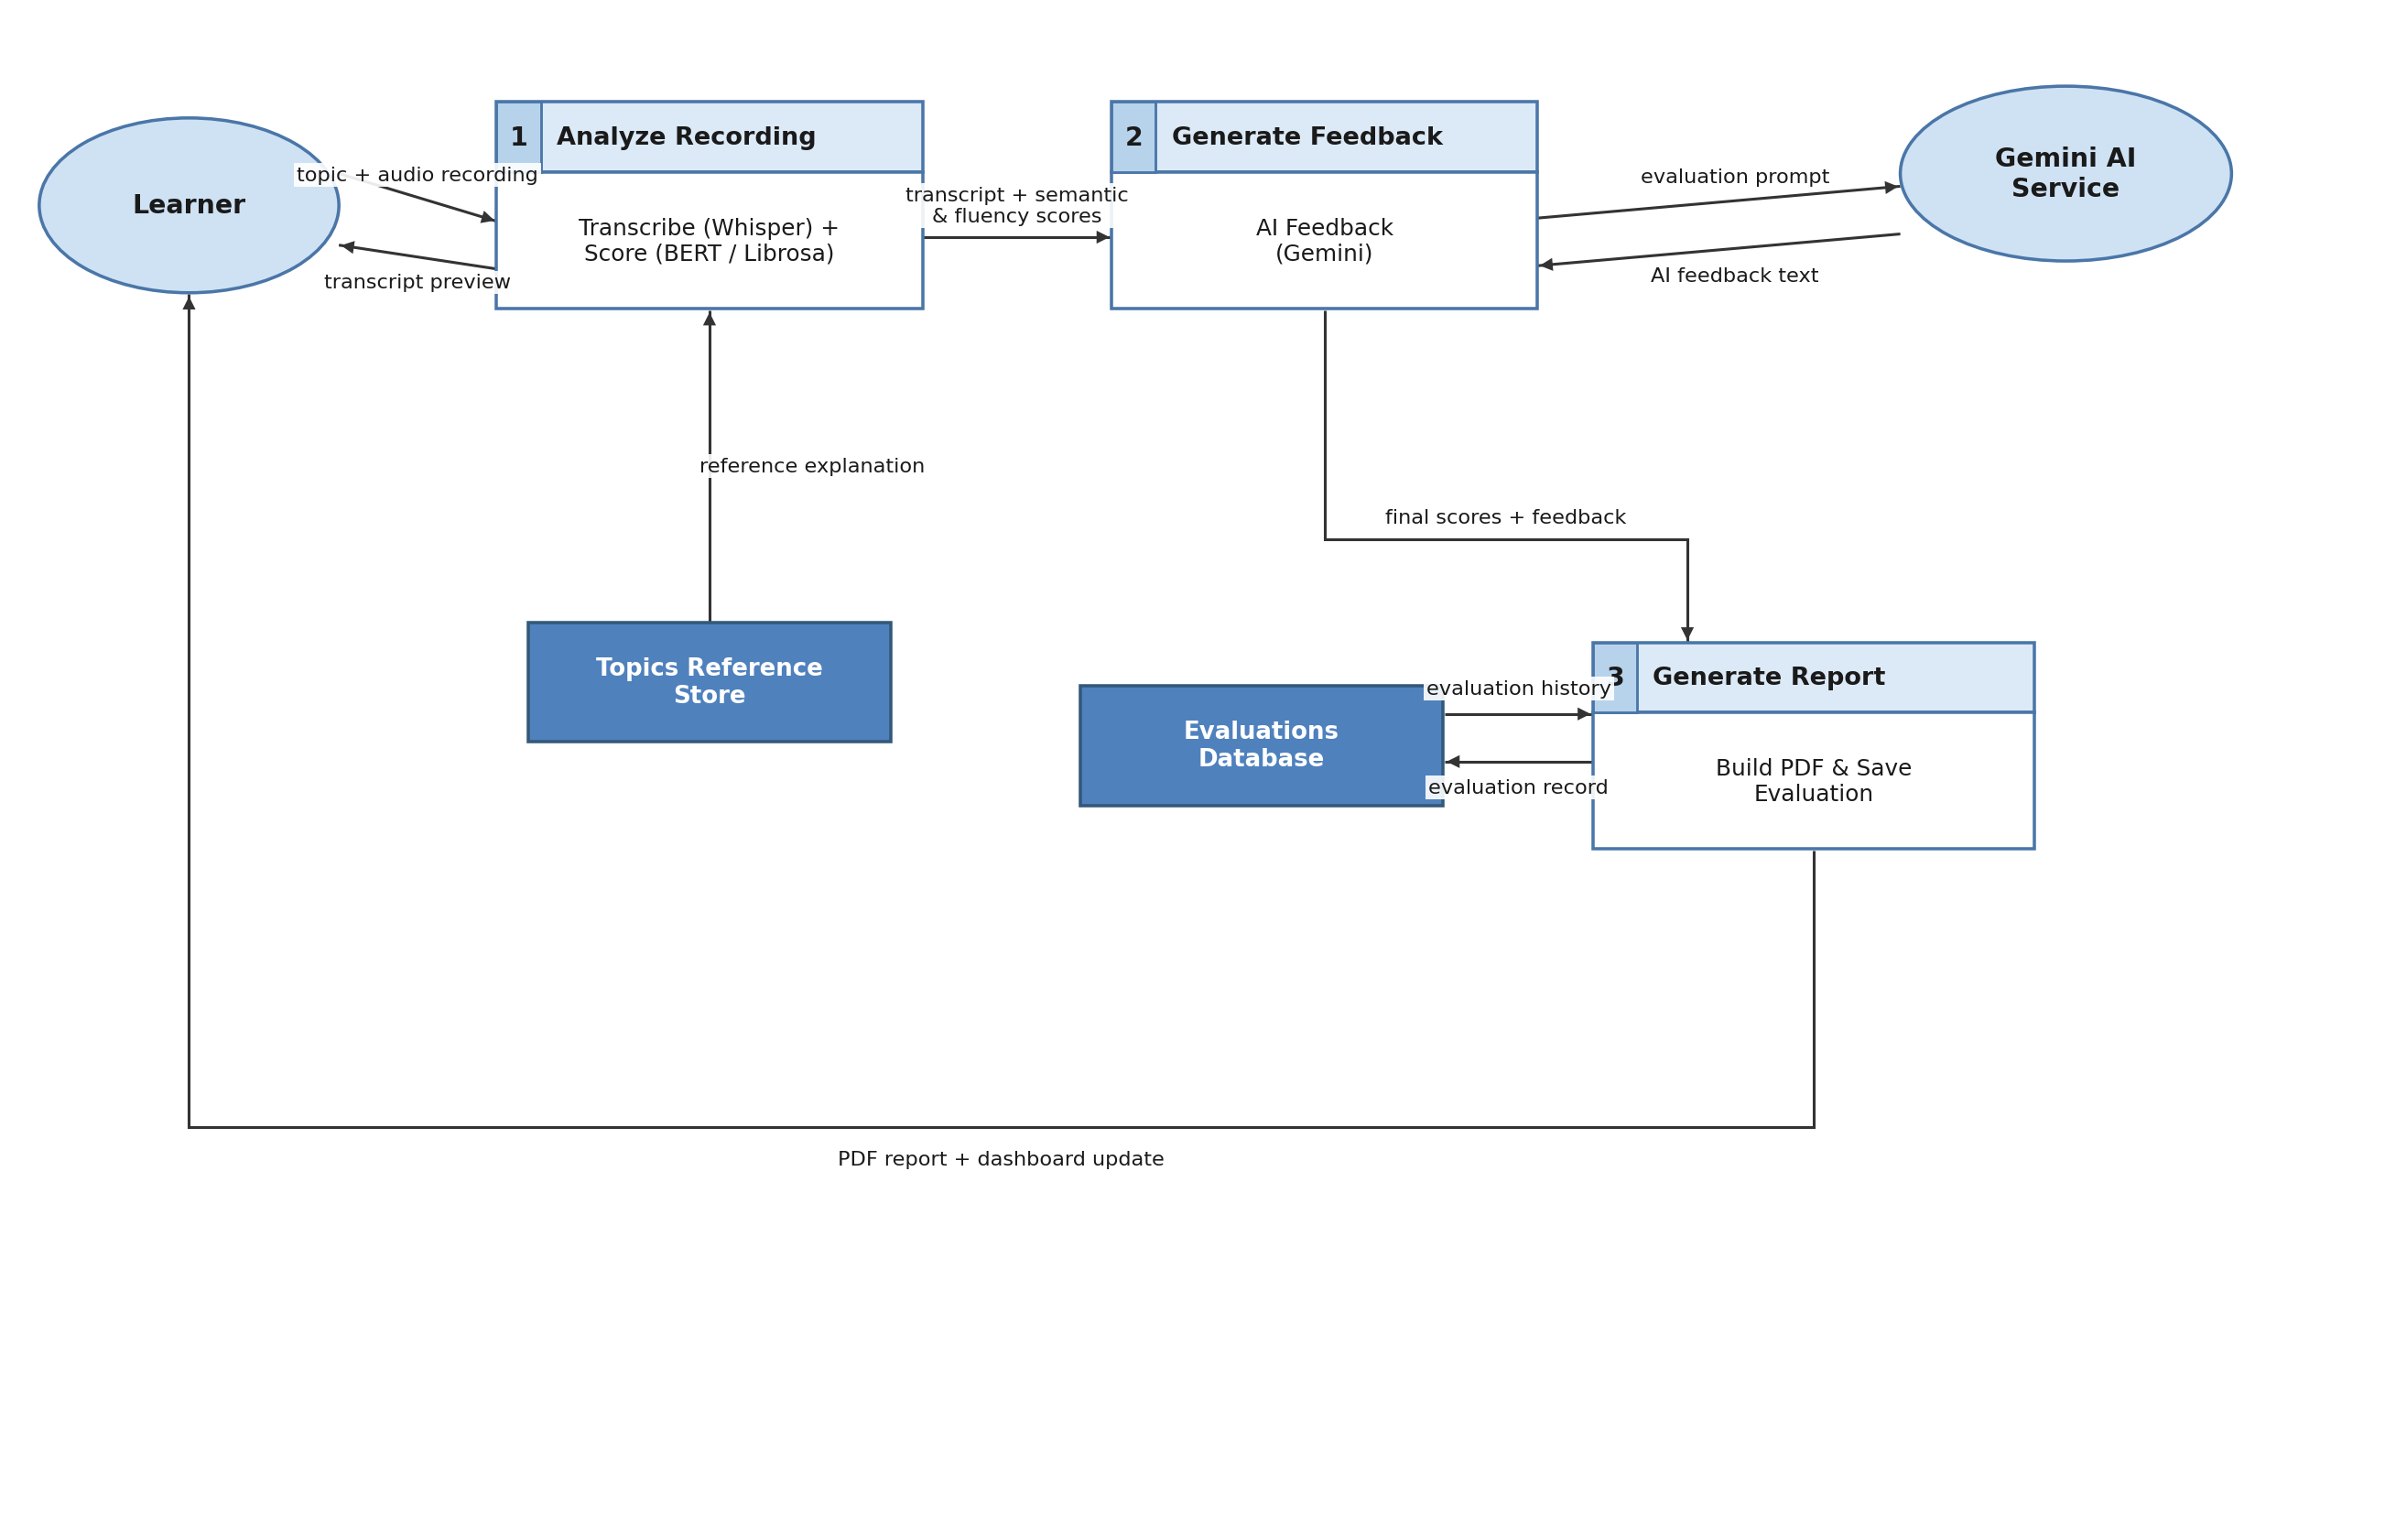 Learner
topic + audio recording
transcript preview
1
Analyze Recording
Transcribe (Whisper) +
Score (BERT / Librosa)
transcript + semantic
& fluency scores
2
Generate Feedback
AI Feedback
(Gemini)
evaluation prompt
AI feedback text
Gemini AI
Service
reference explanation
final scores + feedback
Topics Reference
Store
Evaluations
Database
evaluation history
evaluation record
3
Generate Report
Build PDF & Save
Evaluation
PDF report + dashboard update